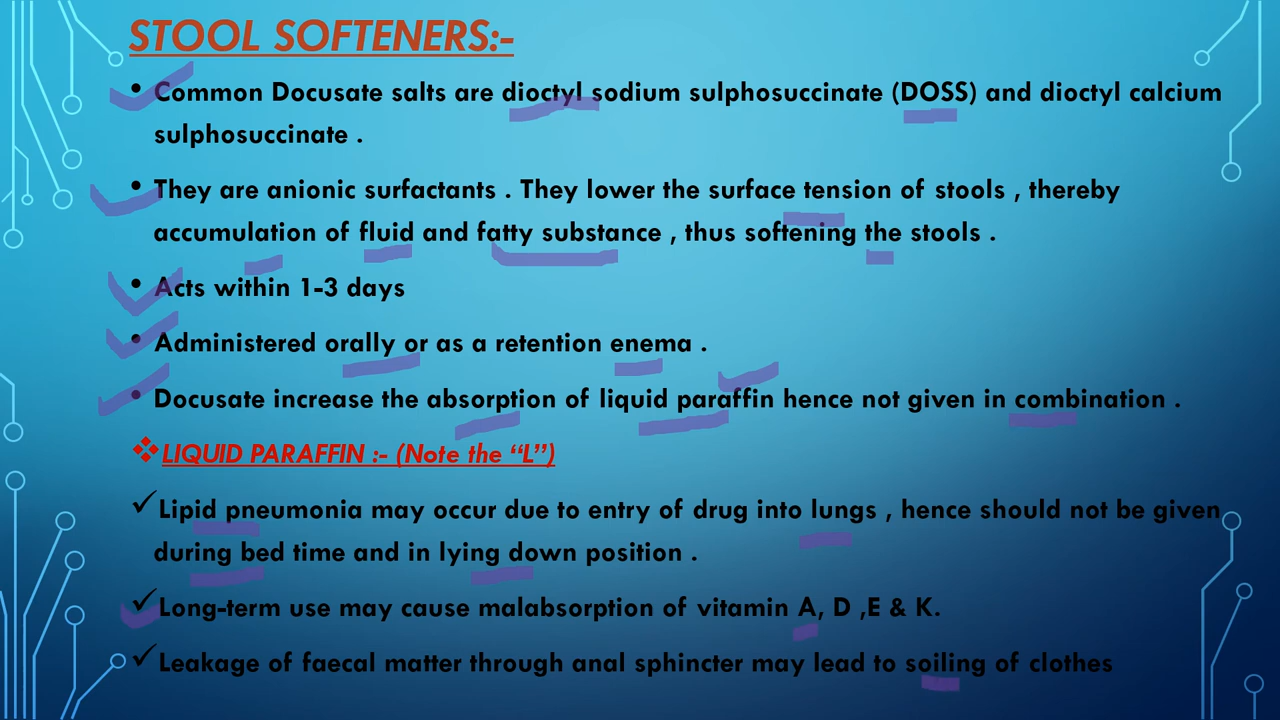 STOOL SOFTENERS:-
• Common Docusate salts are dioctyl sodium sulphosuccinate (DOSS) and dioctyl calcium
sulphosuccinate .
• They are anionic surfactants . They lower the surface tension of stools , thereby
accumulation of fluid and fatty substance , thus softening the stools .
• Acts within 1-3 days
• Administered orally or as a retention enema .
• Docusate increase the absorption of liquid paraffin hence not given in combination .
❖LIQUID PARAFFIN :- (Note the “L”)
✓Lipid pneumonia may occur due to entry of drug into lungs , hence should not be given
during bed time and in lying down position .
✓Long-term use may cause malabsorption of vitamin A, D ,E & K.
✓Leakage of faecal matter through anal sphincter may lead to soiling of clothes